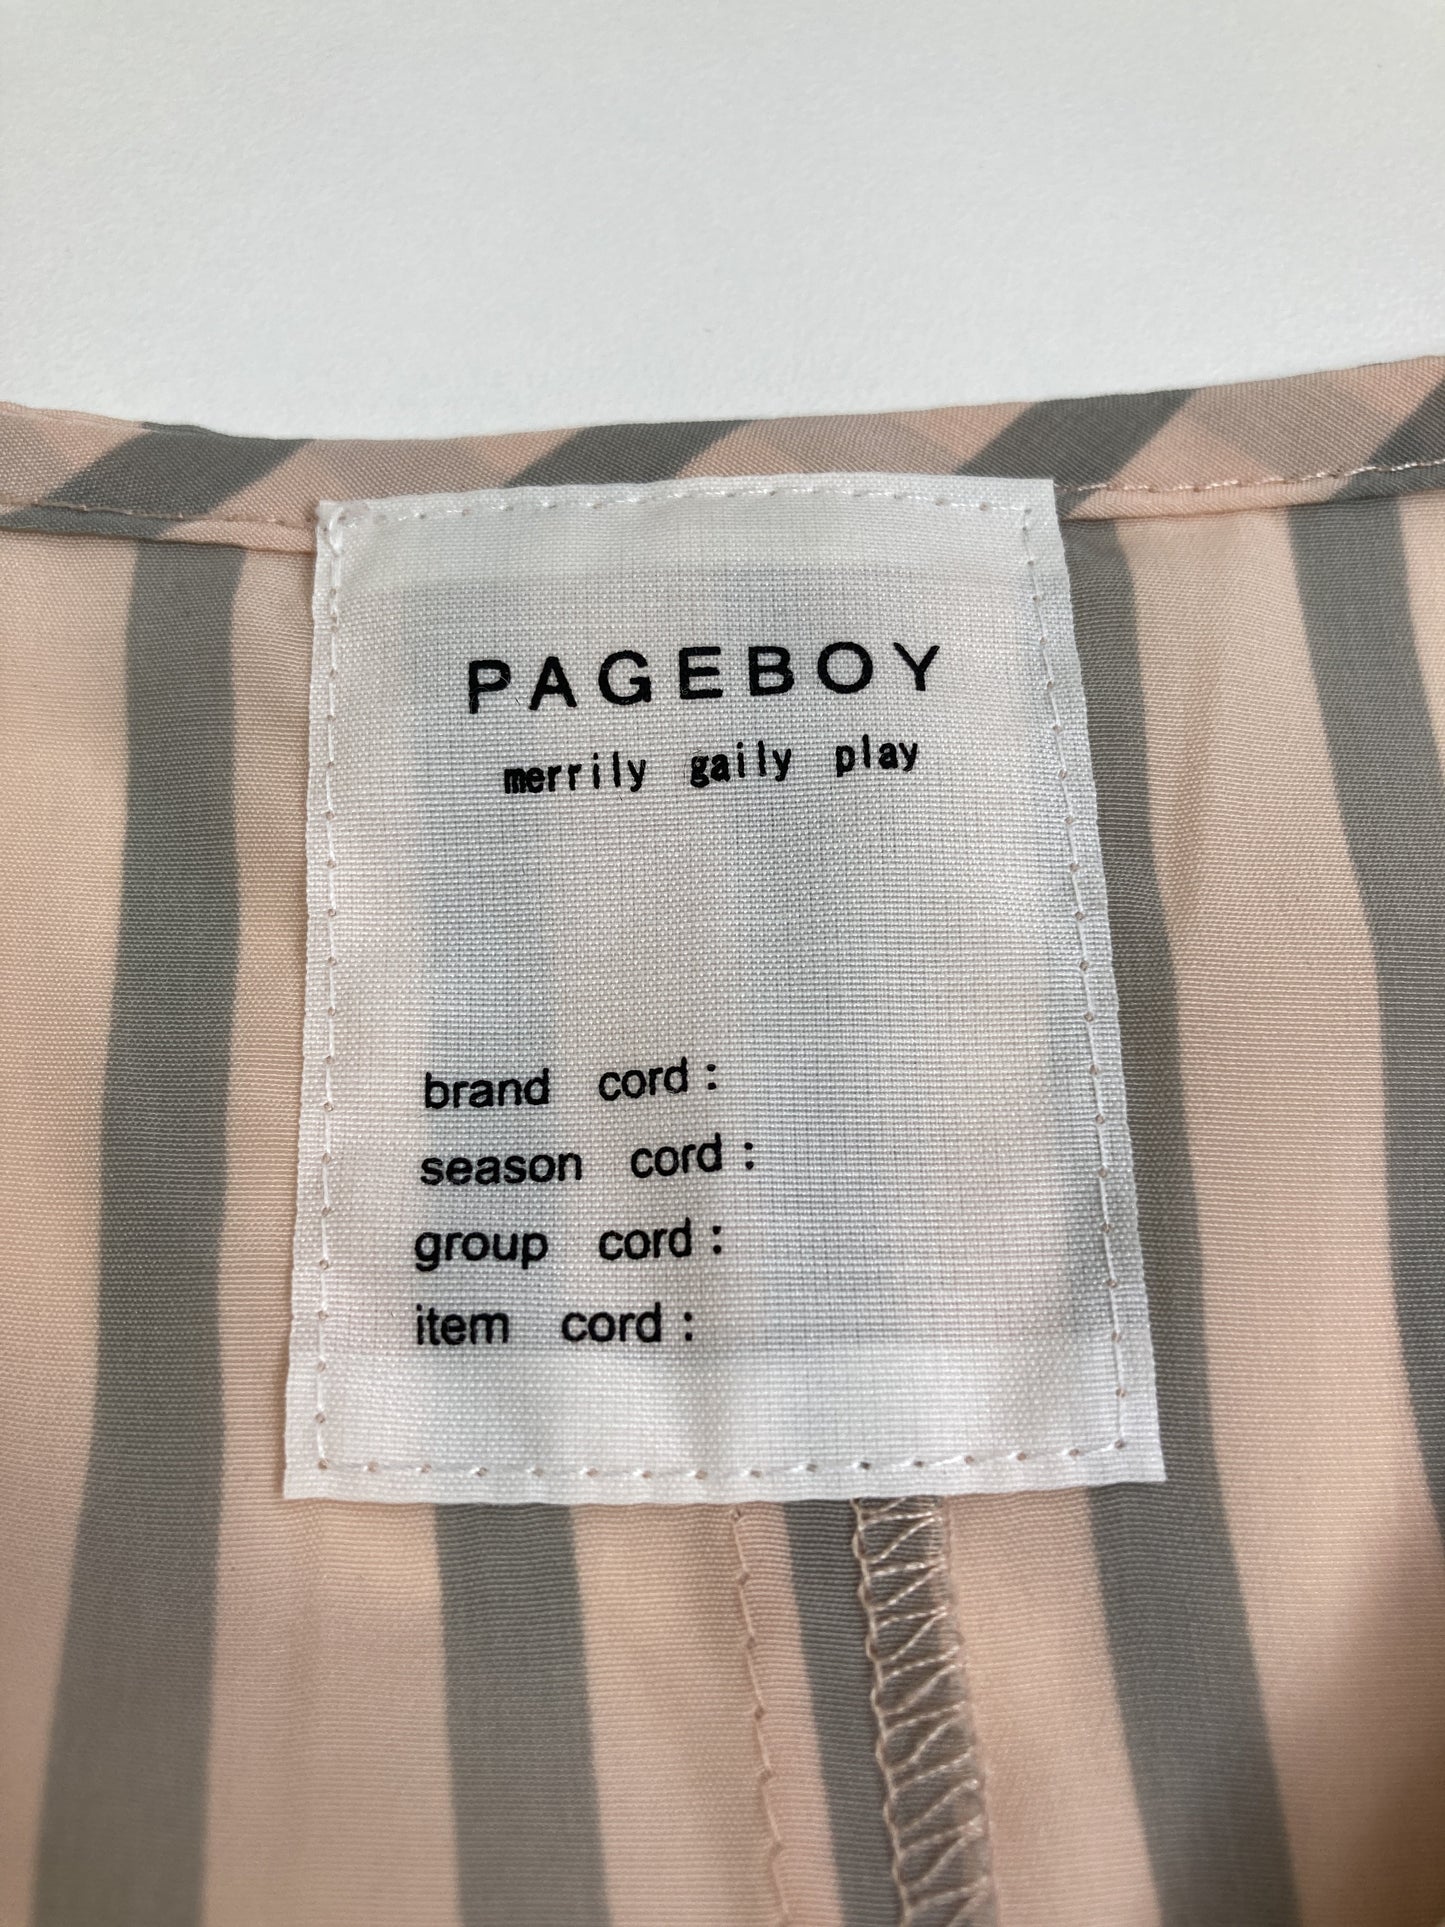 PAGEBOY
merrily gaily play
brand cord:
season cord:
group cord:
item cord: